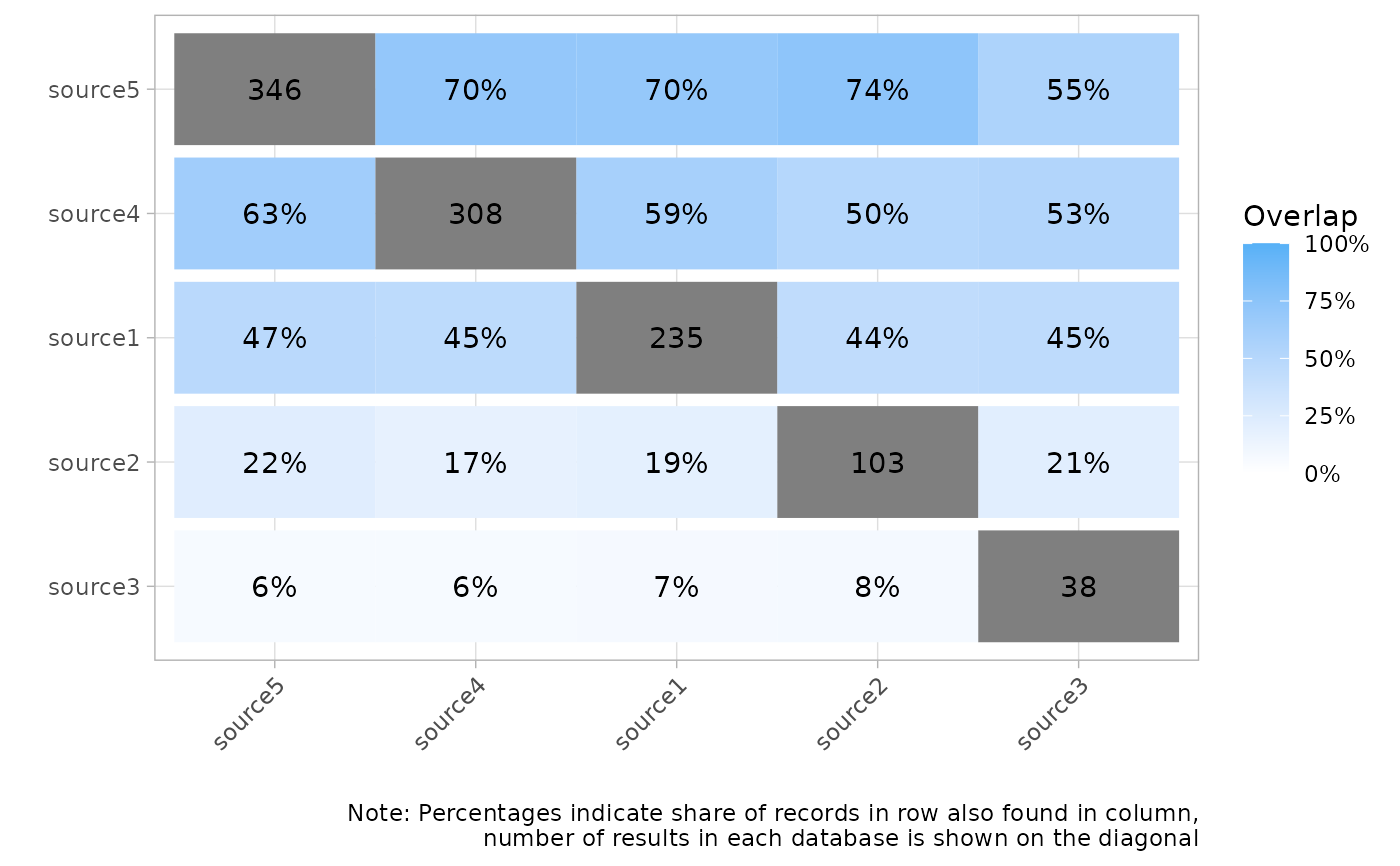 source5 346 70% 70% 74% 55%
source4 63% 308 59% 50% 53%
source1 47% 45% 235 44% 45%
source2 22% 17% 19% 103 21%
source3 6% 6% 7% 8% 38
source5 source4 source1 source2 source3
Overlap
100%
75%
50%
25%
0%
Note: Percentages indicate share of records in row also found in column,
number of results in each database is shown on the diagonal